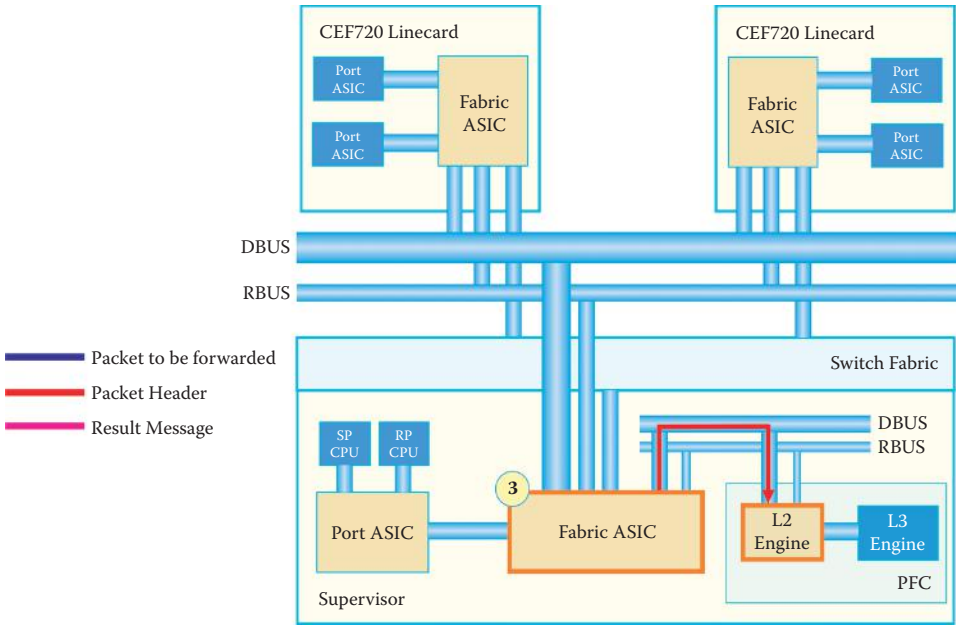 CEF720 Linecard
Port
ASIC
Port
ASIC
Fabric
ASIC
CEF720 Linecard
Fabric
ASIC
Port
ASIC
Port
ASIC
DBUS
RBUS
Packet to be forwarded
Packet Header
Result Message
Switch Fabric
SP
CPU
RP
CPU
Port ASIC
3
Fabric ASIC
DBUS
RBUS
L2
Engine
L3
Engine
PFC
Supervisor